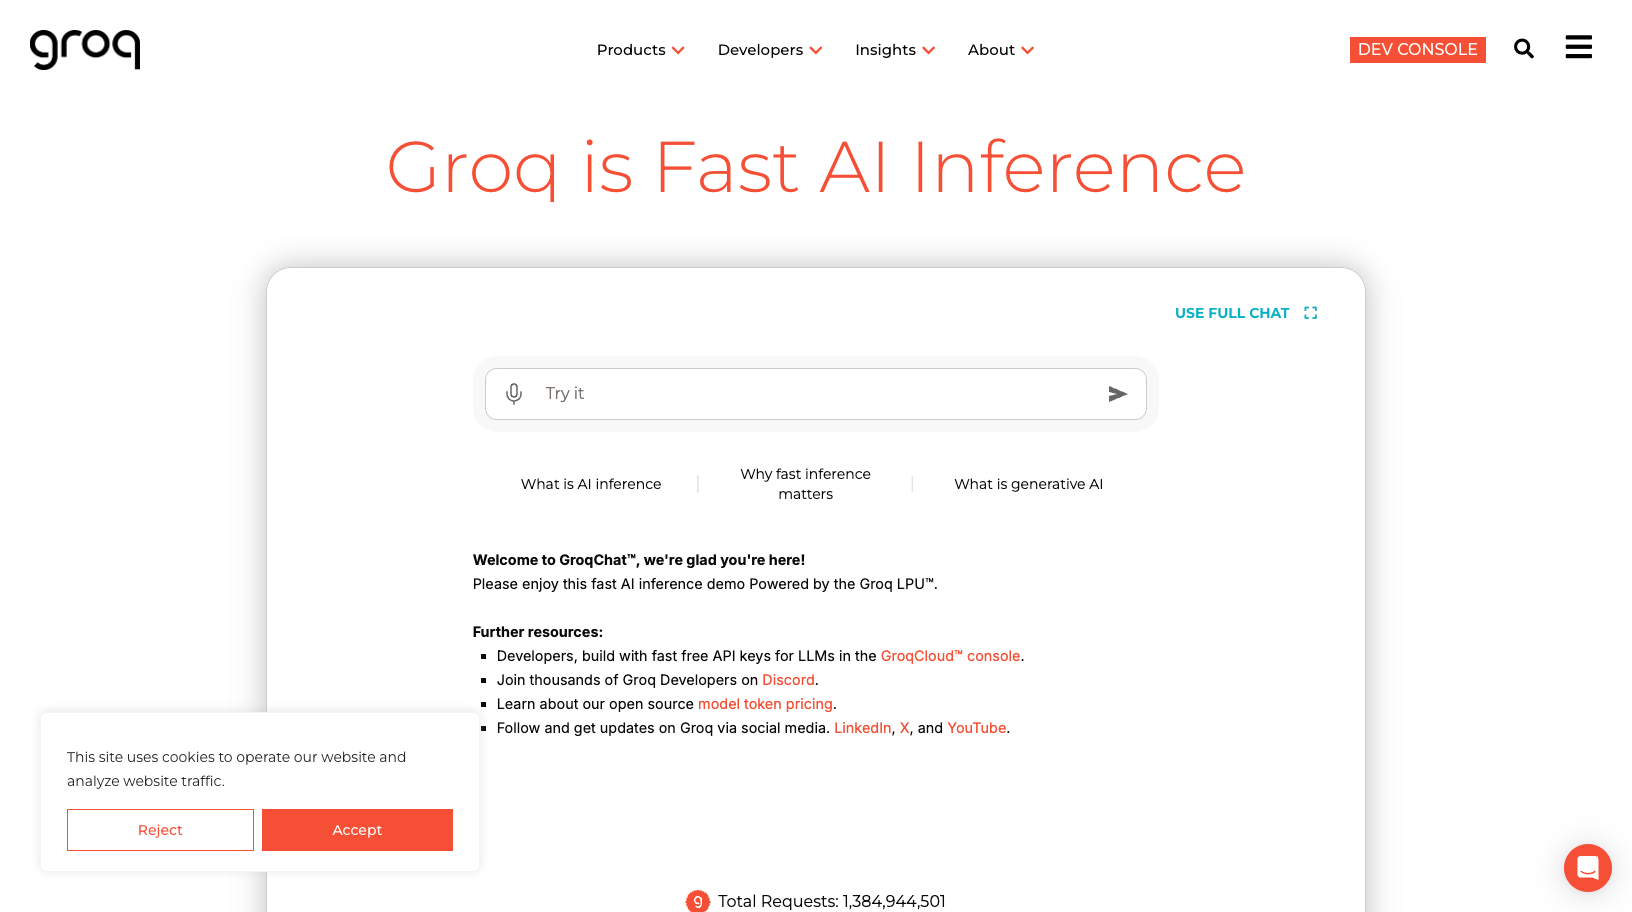 groq
Products
Developers
Insights
About
DEV CONSOLE
Groq is Fast AI Inference
USE FULL CHAT
Try it
What is AI inference
Why fast inference
matters
What is generative AI
Welcome to GroqChat™, we're glad you're here!
Please enjoy this fast AI inference demo Powered by the Groq LPU™.
Further resources:
Developers, build with fast free API keys for LLMs in the GroqCloud™ console.
Join thousands of Groq Developers on Discord.
Learn about our open source model token pricing.
Follow and get updates on Groq via social media. LinkedIn, X, and YouTube.
This site uses cookies to operate our website and
analyze website traffic.
Reject
Accept
Total Requests: 1,384,944,501